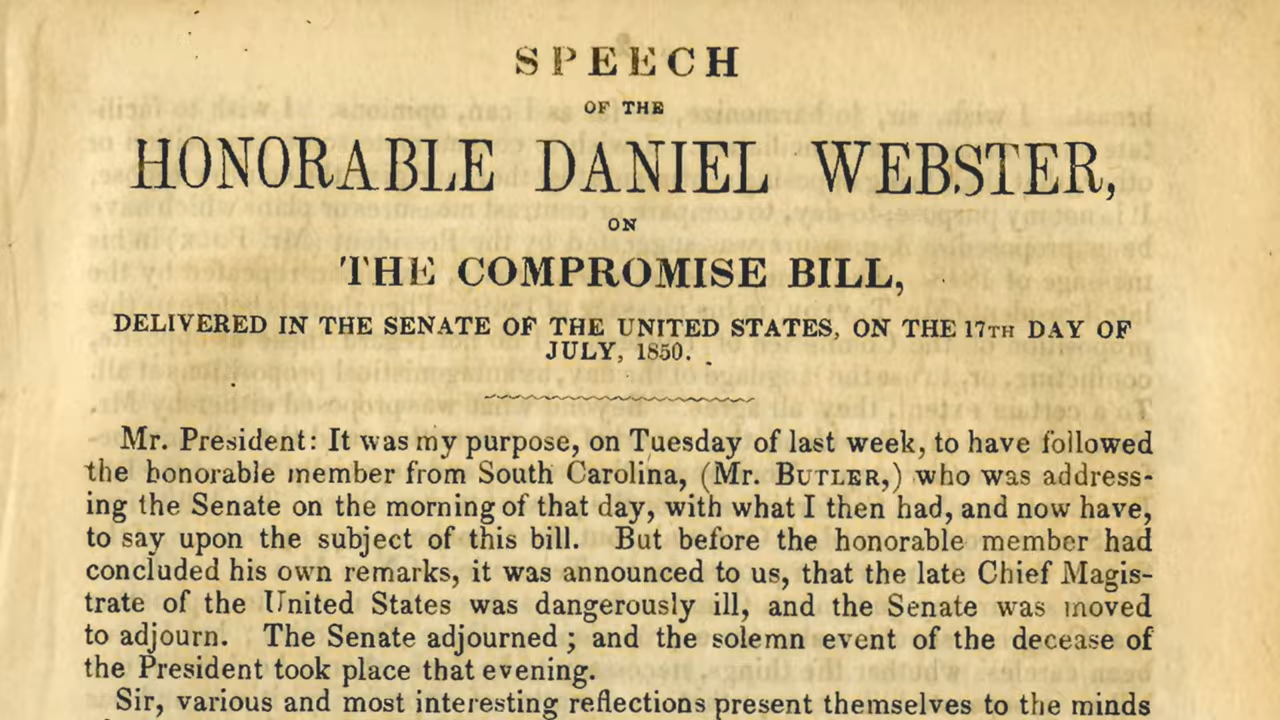 SPEECH
OF THE
HONORABLE DANIEL WEBSTER,
ON
THE COMPROMISE BILL,
DELIVERED IN THE SENATE OF THE UNITED STATES, ON THE 17TH DAY OF
JULY, 1850.
Mr. President: It was my purpose, on Tuesday of last week, to have followed
the honorable member from South Carolina, (Mr. BUTLER,) who was address-
ing the Senate on the morning of that day, with what I then had, and now have,
to say upon the subject of this bill. But before the honorable member had
concluded his own remarks, it was announced to us, that the late Chief Magis-
trate of the United States was dangerously ill, and the Senate was moved
to adjourn. The Senate adjourned; and the solemn event of the decease of
the President took place that evening.
Sir, various and most interesting reflections present themselves to the minds